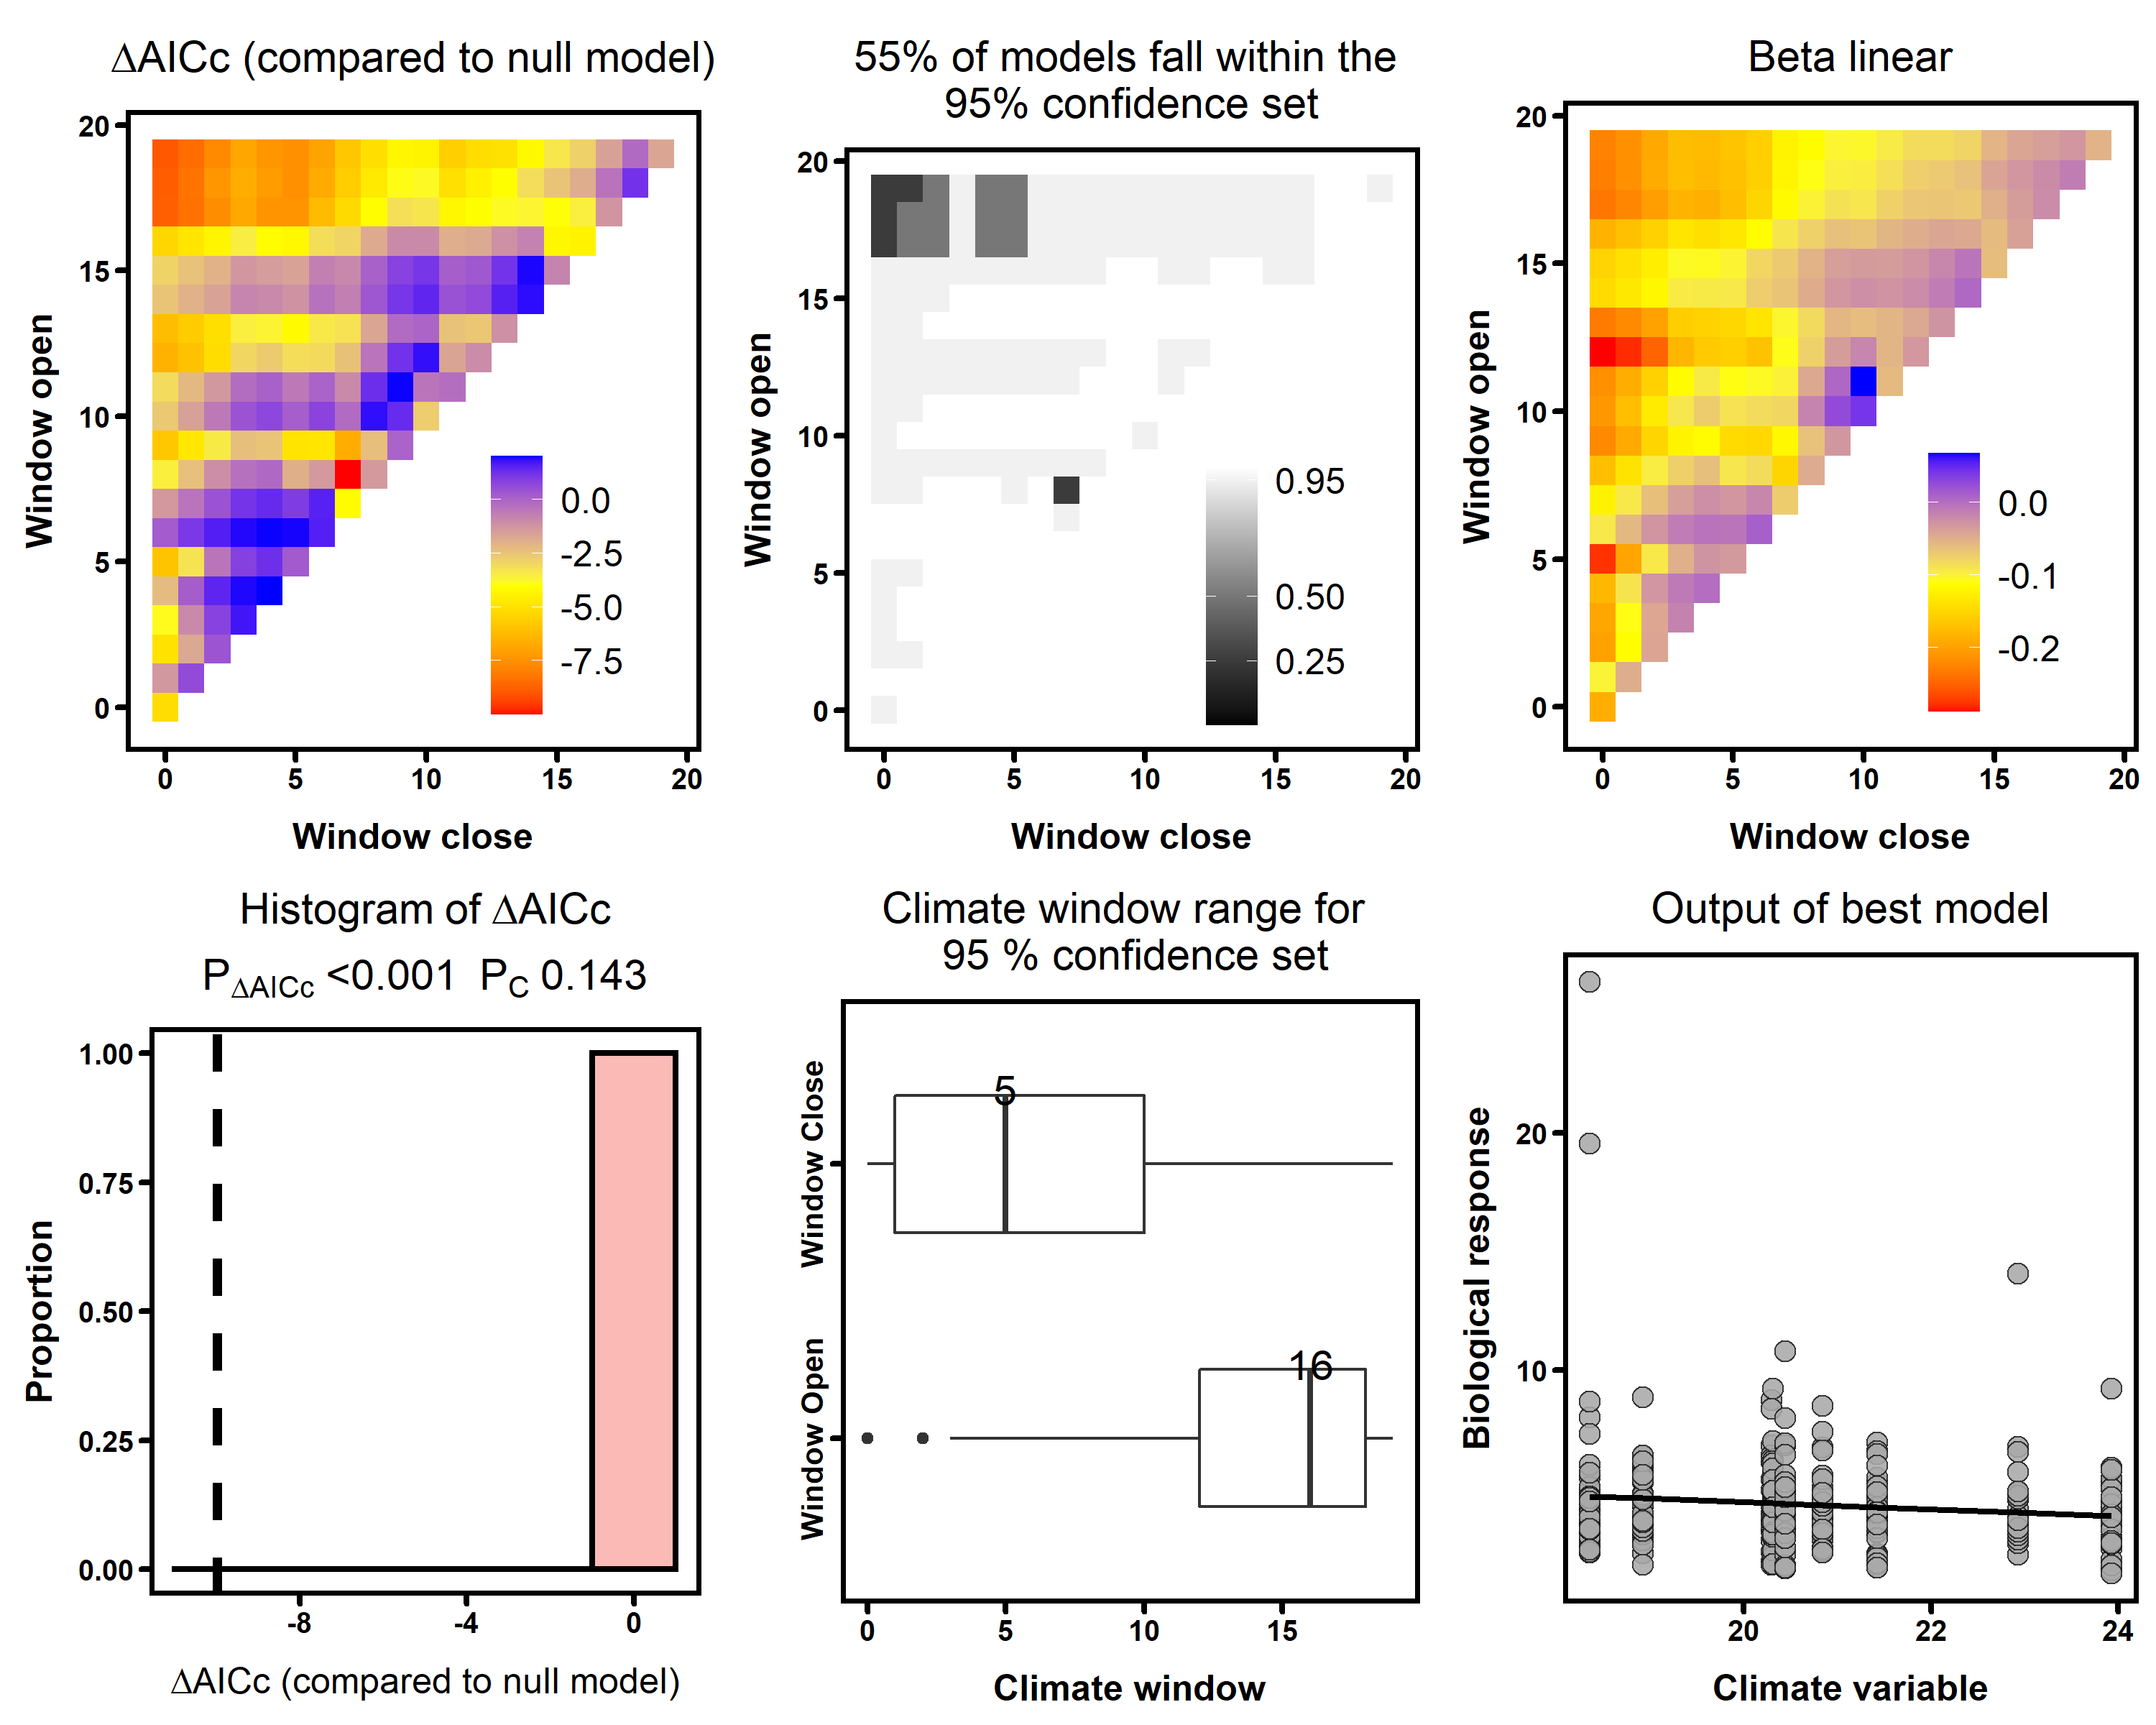 ΔAICc (compared to null model)
20
15
10
5
0
Window open
0.0
-2.5
-5.0
-7.5
0 5 10 15 20
Window close
55% of models fall within the
95% confidence set
20
15
10
5
0
Window open
0.95
0.50
0.25
0 5 10 15 20
Window close
Beta linear
20
15
10
5
0
Window open
0.0
-0.1
-0.2
0 5 10 15 20
Window close
Histogram of ΔAICc
PΔAICc <0.001 PC 0.143
1.00
0.75
0.50
0.25
0.00
Proportion
-8 -4 0
ΔAICc (compared to null model)
Climate window range for
95 % confidence set
Window Close
5
Window Open
16
0 5 10 15
Climate window
Output of best model
20
10
Biological response
20 22 24
Climate variable